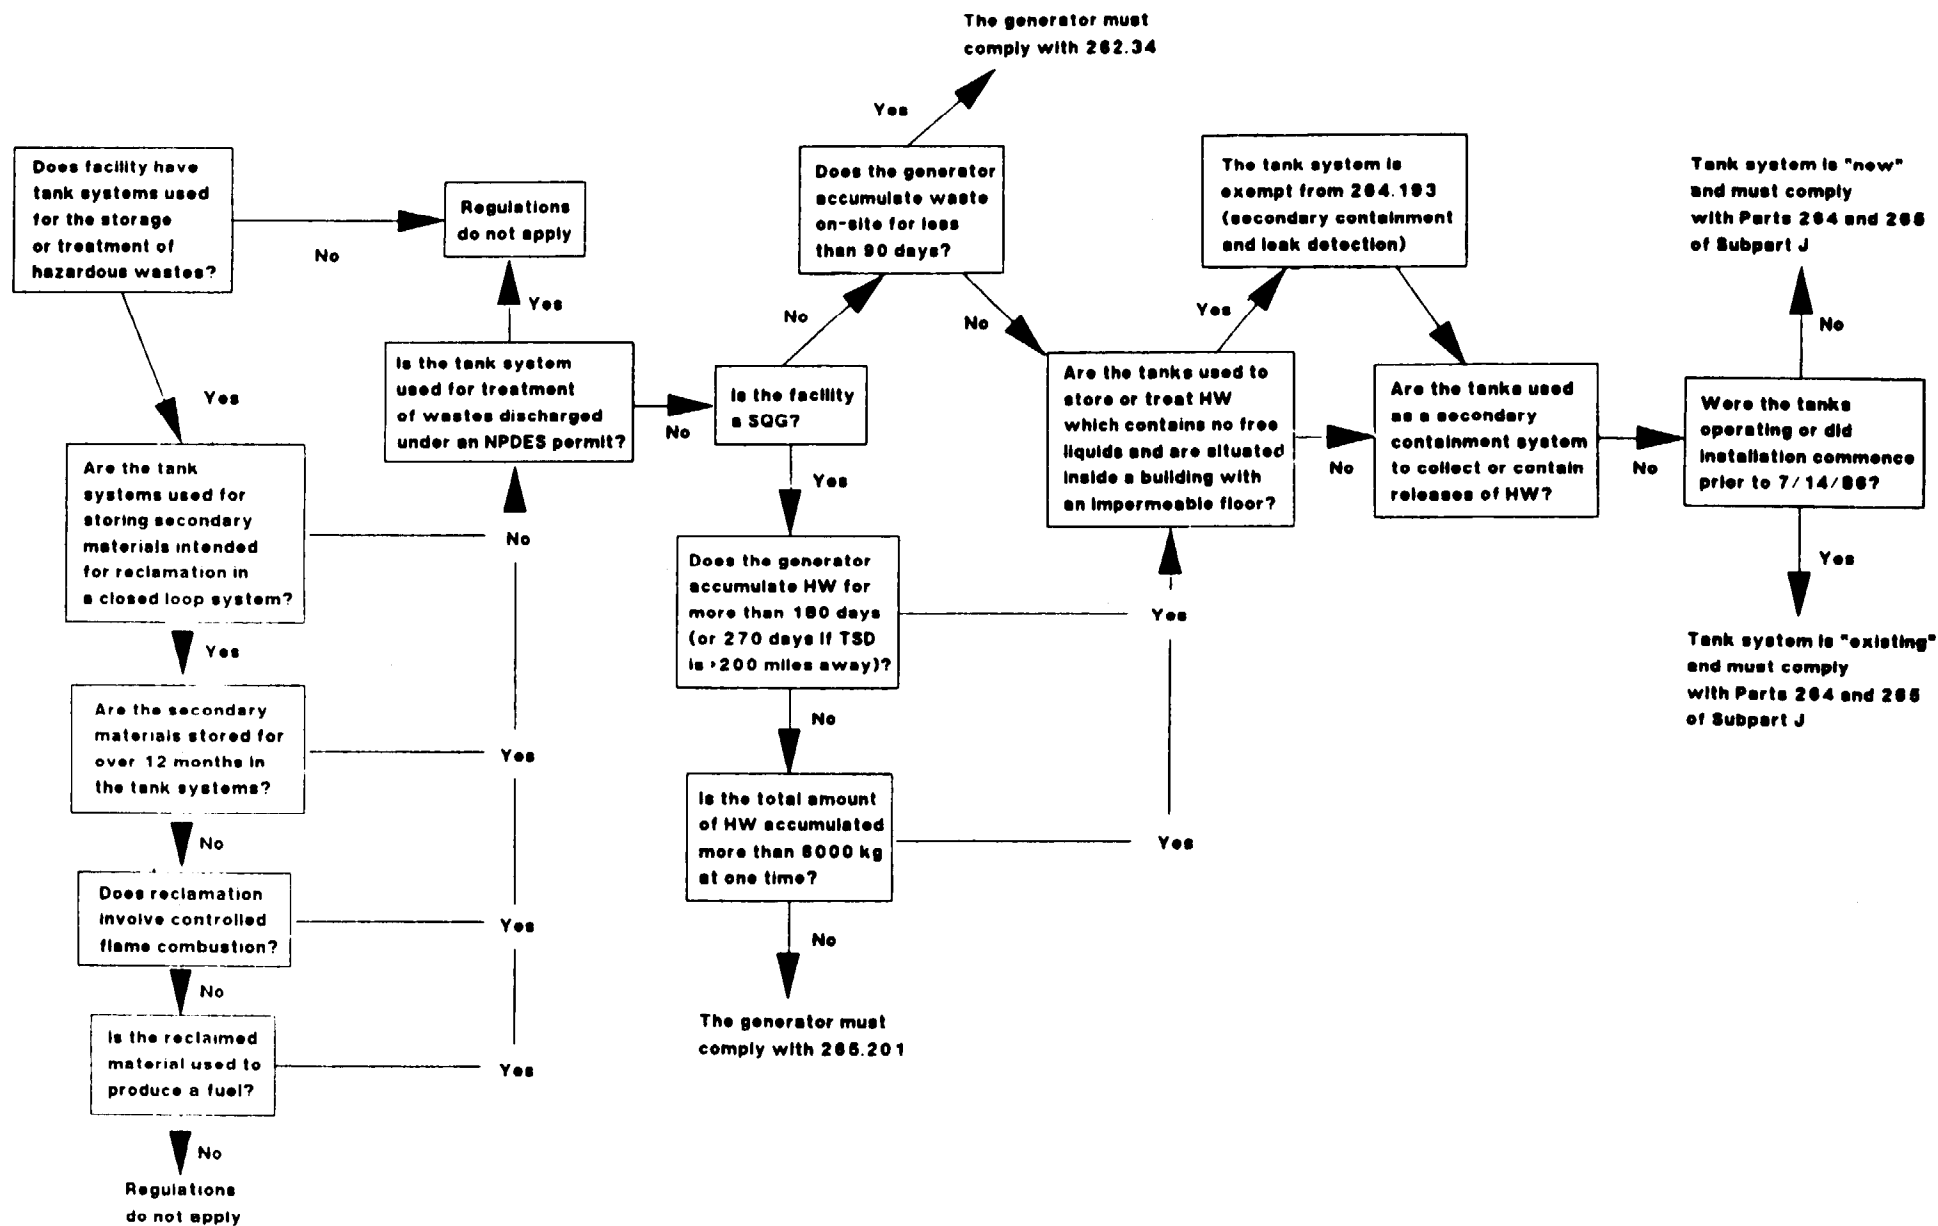 The generator must
comply with 262.34
Yes
Does facility have
tank systems used
for the storage
or treatment of
hazardous wastes?
No
Regulations
do not apply
Yes
Does the generator
accumulate waste
on-site for less
than 90 days?
No
No
The tank system is
exempt from 264.193
(secondary containment
and leak detection)
Yes
Tank system is "new"
and must comply
with Parts 264 and 265
of Subpart J
No
Yes
Is the tank system
used for treatment
of wastes discharged
under an NPDES permit?
No
Is the facility
a SQG?
Yes
Are the tanks used to
store or treat HW
which contains no free
liquids and are situated
inside a building with
an impermeable floor?
No
Are the tanks used
as a secondary
containment system
to collect or contain
releases of HW?
No
Were the tanks
operating or did
installation commence
prior to 7/14/86?
Yes
Tank system is "existing"
and must comply
with Parts 264 and 265
of Subpart J
Are the tank
systems used for
storing secondary
materials intended
for reclamation in
a closed loop system?
No
Yes
Does the generator
accumulate HW for
more than 180 days
(or 270 days if TSD
is >200 miles away)?
Yes
No
Are the secondary
materials stored for
over 12 months in
the tank systems?
Yes
No
Is the total amount
of HW accumulated
more than 6000 kg
at one time?
Yes
No
Does reclamation
involve controlled
flame combustion?
Yes
No
The generator must
comply with 265.201
Is the reclaimed
material used to
produce a fuel?
Yes
No
Regulations
do not apply